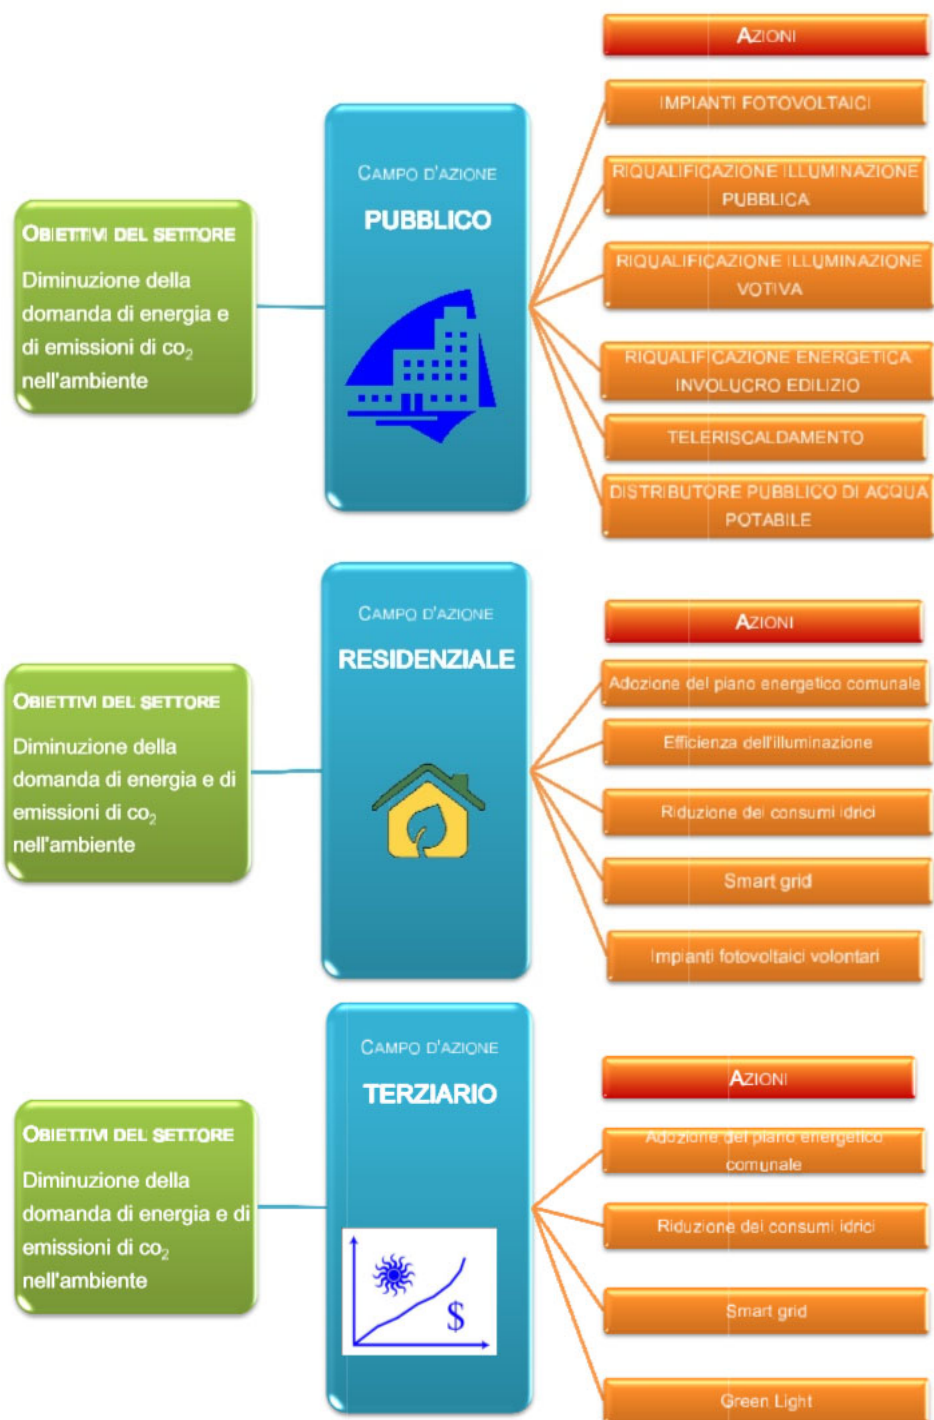 OBIETTIVI DEL SETTORE
Diminuzione della
domanda di energia e
di emissioni di co₂
nell'ambiente
CAMPO D'AZIONE
PUBBLICO
AZIONI
IMPIANTI FOTOVOLTAICI
RIQUALIFICAZIONE ILLUMINAZIONE
PUBBLICA
RIQUALIFICAZIONE ILLUMINAZIONE
VOTIVA
RIQUALIFICAZIONE ENERGETICA
INVOLUCRO EDILIZIO
TELERISCALDAMENTO
DISTRIBUTORE PUBBLICO DI ACQUA
POTABILE
OBIETTIVI DEL SETTORE
Diminuzione della
domanda di energia e di
emissioni di co₂
nell'ambiente
CAMPO D'AZIONE
RESIDENZIALE
AZIONI
Adozione del piano energetico comunale
Efficienza dell'illuminazione
Riduzione dei consumi idrici
Smart grid
Impianti fotovoltaici volontari
OBIETTIVI DEL SETTORE
Diminuzione della
domanda di energia e di
emissioni di co₂
nell'ambiente
CAMPO D'AZIONE
TERZIARIO
$
AZIONI
Adozione del piano energetico
comunale
Riduzione dei consumi idrici
Smart grid
Green Light